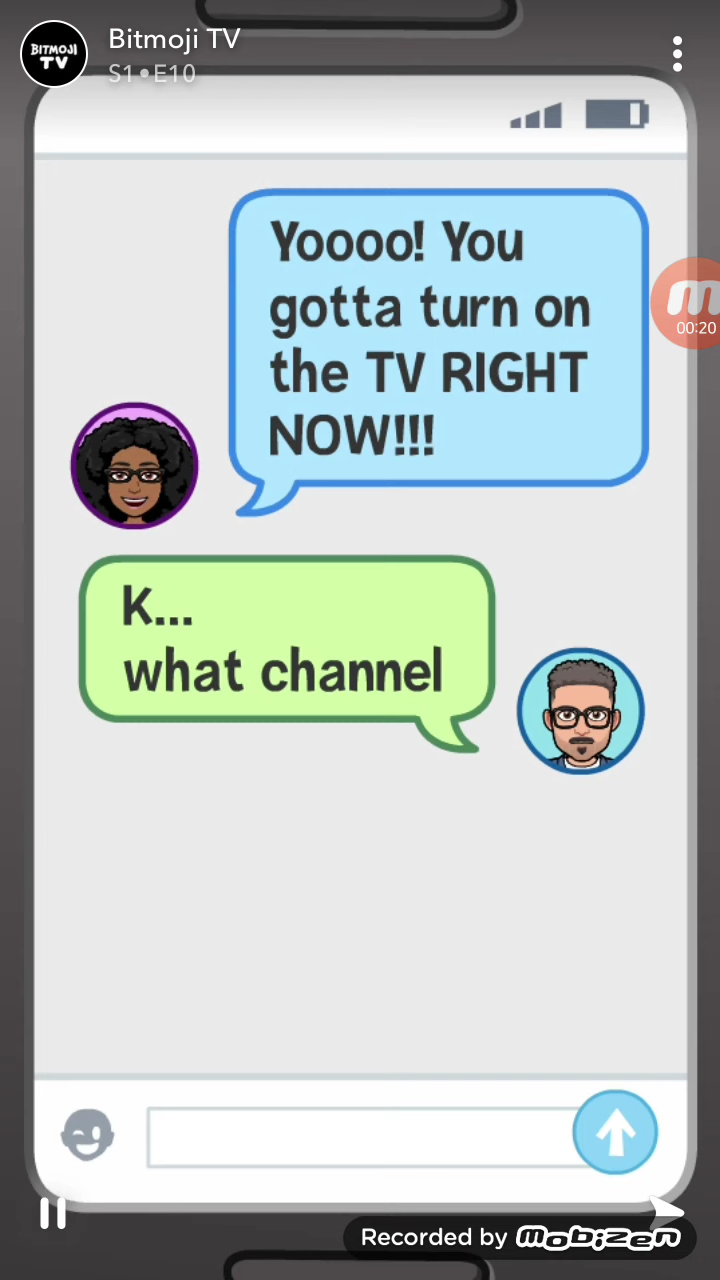 BITMOJI
TV
Bitmoji TV
S1•E10
Yoooo! You
gotta turn on
the TV RIGHT
NOW!!!
00:20
K...
what channel
Recorded by mobizen